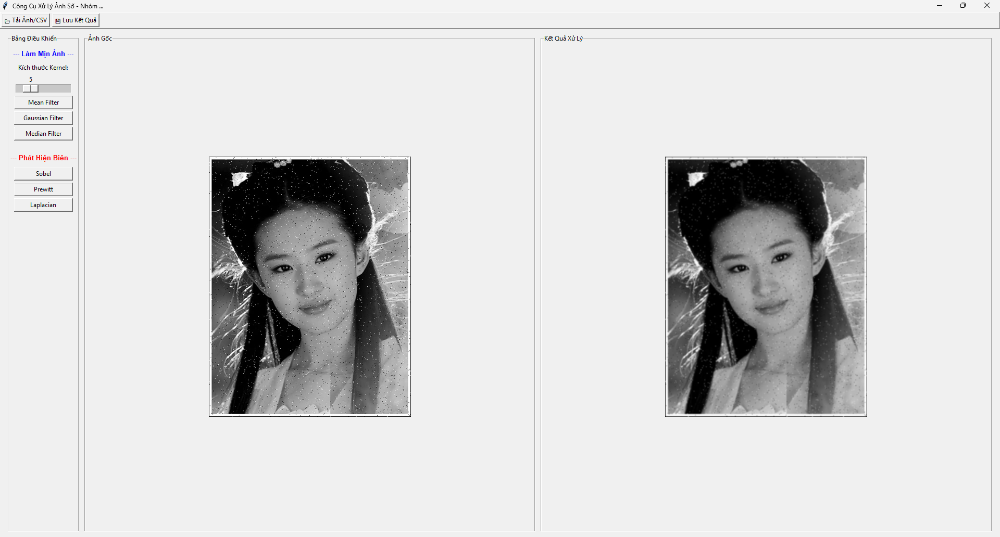 Công Cụ Xử Lý Ảnh Số - Nhóm ...
Tải Ảnh/CSV
Lưu Kết Quả
Bảng Điều Khiển
--- Làm Mịn Ảnh ---
Kích thước Kernel:
5
Mean Filter
Gaussian Filter
Median Filter
--- Phát Hiện Biên ---
Sobel
Prewitt
Laplacian
Ảnh Gốc
Kết Quả Xử Lý